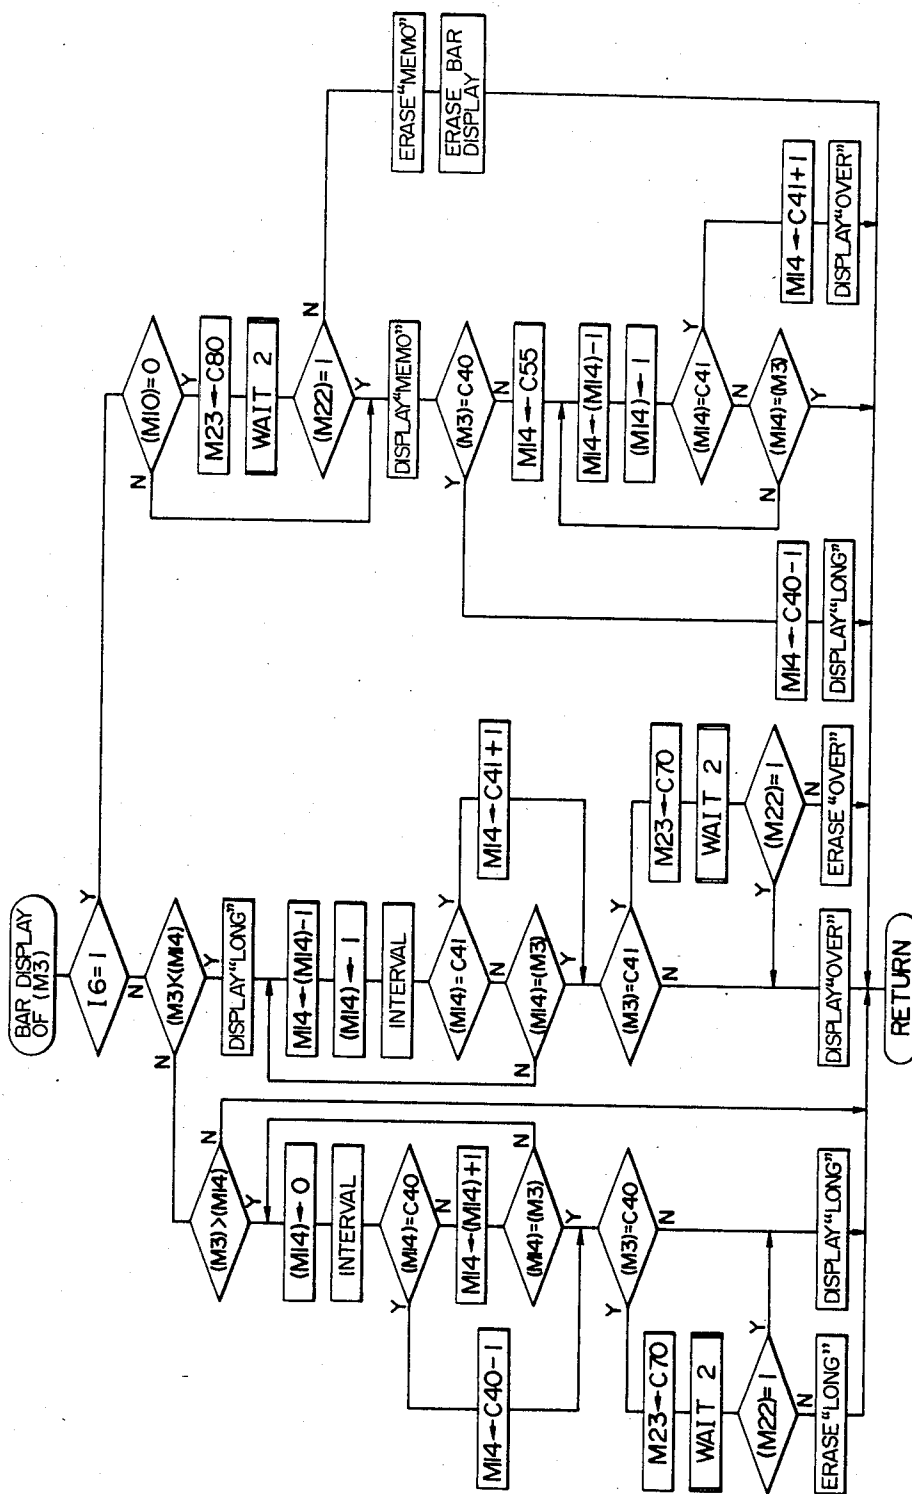 BAR DISPLAY
OF (M3)
I6=1
Y
N
(M3)<(M14)
N
Y
(M3)>(M14)
N
Y
(M14)←0
INTERVAL
(M14)=C40
Y
N
M14←C40-1
M14←(M14)+1
(M14)=(M3)
N
Y
(M3)=C40
Y
N
M23←C70
WAIT 2
(M22)=1
Y
N
ERASE "LONG"
DISPLAY "LONG"
DISPLAY "LONG"
M14←(M14)-1
(M14)←1
INTERVAL
(M14)=C41
Y
N
M14←C41+1
(M14)=(M3)
N
Y
(M3)=C41
Y
N
M23←C70
WAIT 2
(M22)=1
Y
N
ERASE "OVER"
DISPLAY "OVER"
(M10)=0
N
Y
M23←C80
WAIT 2
(M22)=1
N
Y
ERASE "MEMO"
ERASE BAR
DISPLAY
DISPLAY "MEMO"
(M3)=C40
Y
N
M14←C55
M14←(M14)-1
(M14)←1
(M14)=C41
Y
N
(M14)=(M3)
N
Y
M14←C40-1
DISPLAY "LONG"
M14←C41+1
DISPLAY "OVER"
RETURN